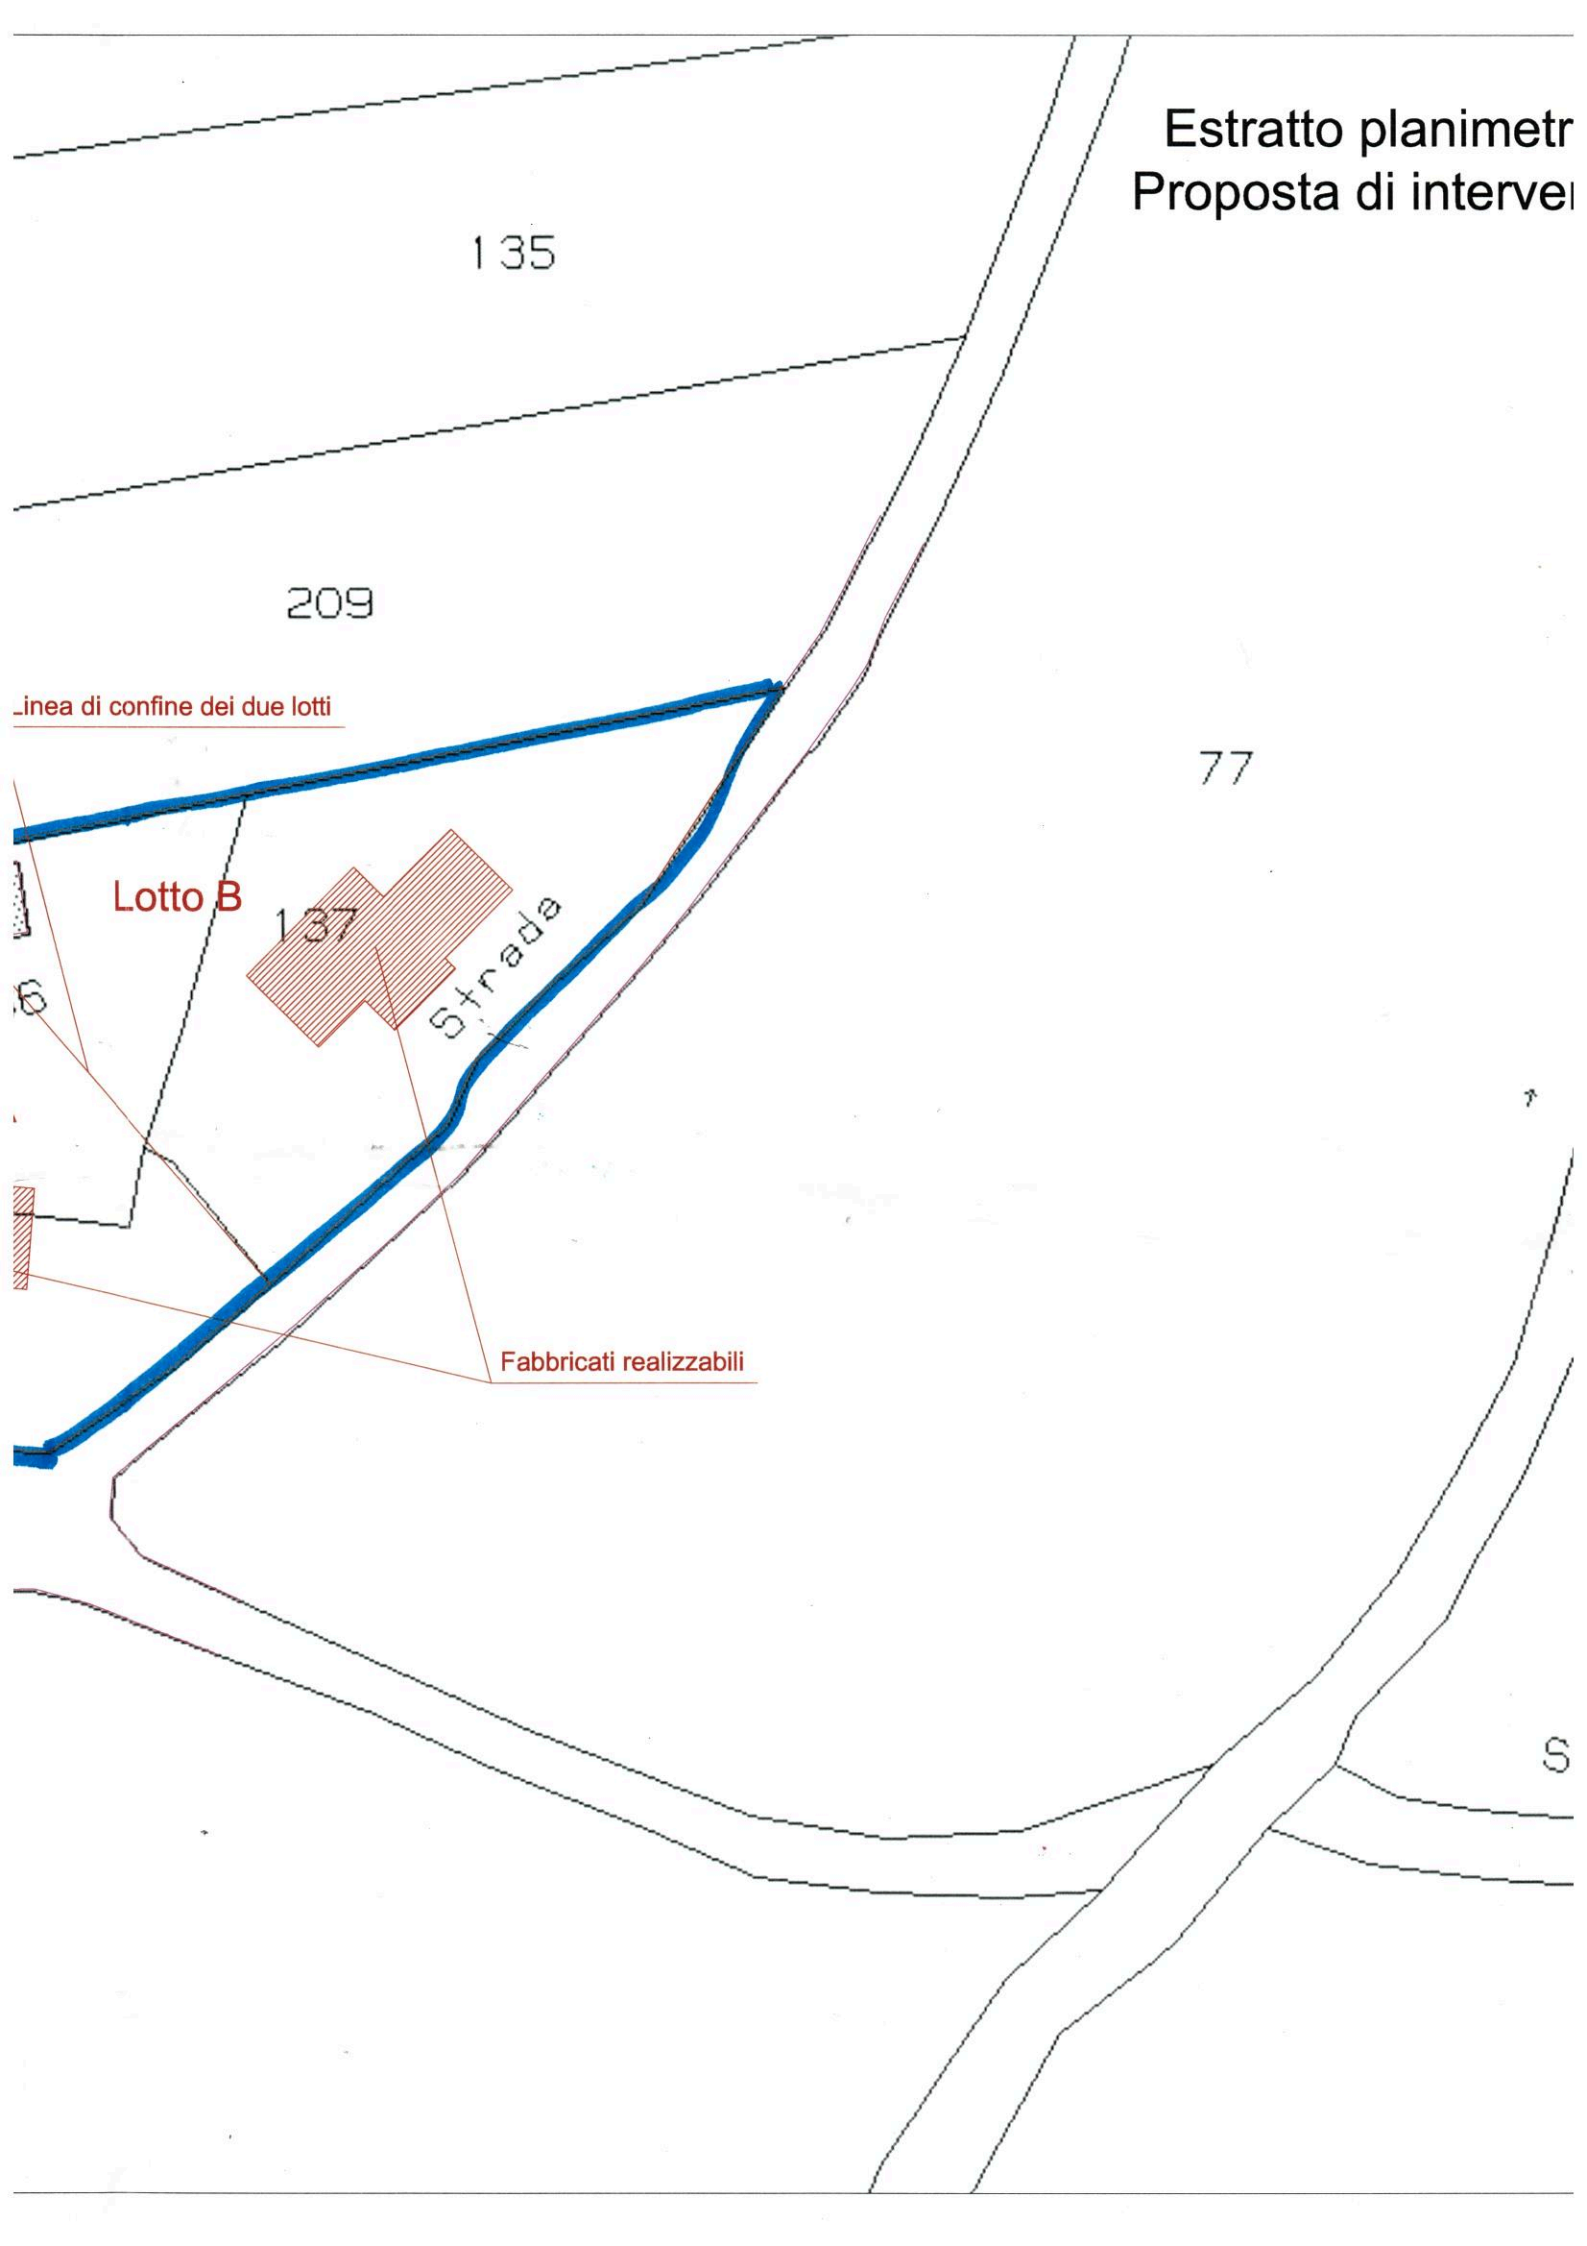 Estratto planimetr
Proposta di interve
135
209
Linea di confine dei due lotti
77
Lotto B
137
Strada
6
Fabbricati realizzabili
S